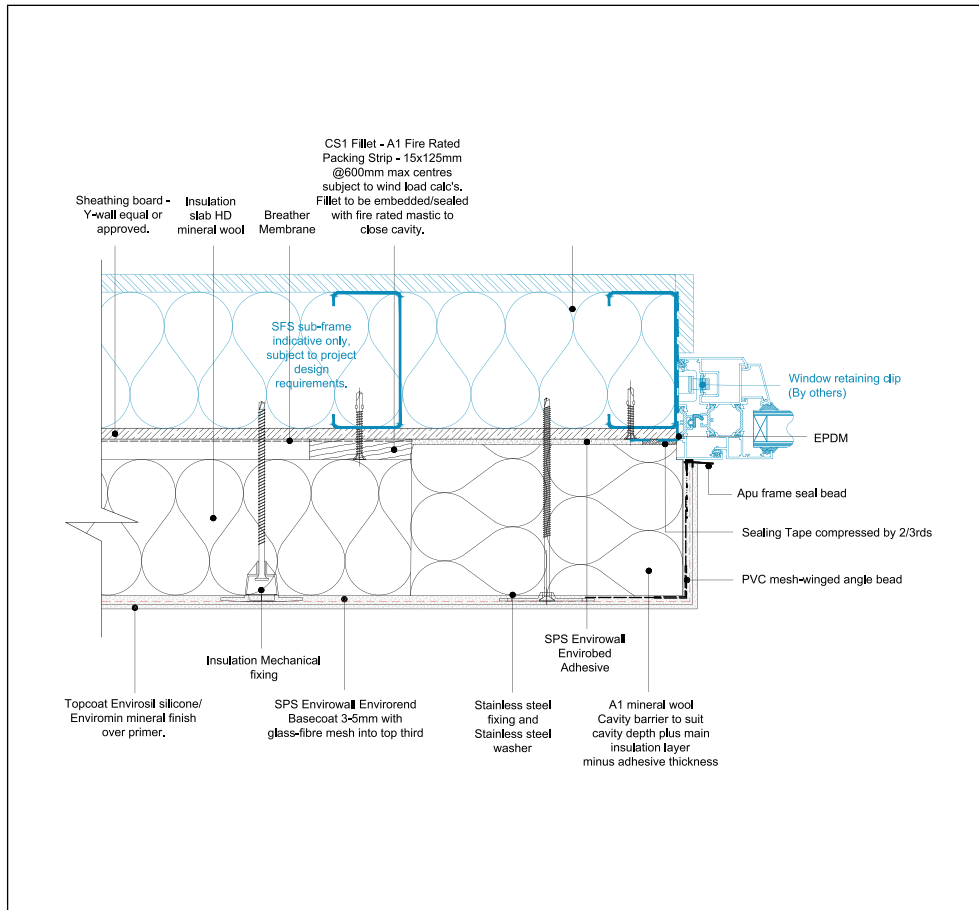 CS1 Fillet - A1 Fire Rated
Packing Strip - 15x125mm
@600mm max centres
subject to wind load calc's.
Fillet to be embedded/sealed
with fire rated mastic to
close cavity.
Sheathing board -
Y-wall equal or
approved.
Insulation
slab HD
mineral wool
Breather
Membrane
SFS sub-frame
indicative only,
subject to project
design
requirements.
Window retaining clip
(By others)
EPDM
Apu frame seal bead
Sealing Tape compressed by 2/3rds
PVC mesh-winged angle bead
SPS Envirowall
Envirobed
Adhesive
Insulation Mechanical
fixing
Topcoat Envirosil silicone/
Enviromin mineral finish
over primer.
SPS Envirowall Envirorend
Basecoat 3-5mm with
glass-fibre mesh into top third
Stainless steel
fixing and
Stainless steel
washer
A1 mineral wool
Cavity barrier to suit
cavity depth plus main
insulation layer
minus adhesive thickness